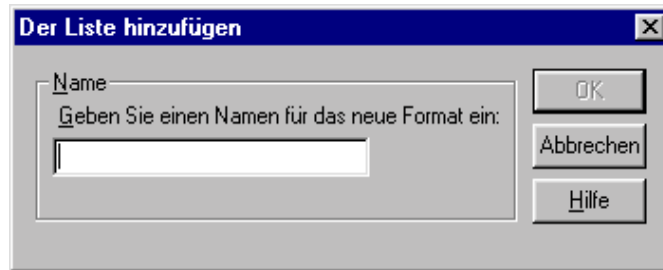 Der Liste hinzufügen
Name
Geben Sie einen Namen für das neue Format ein:
OK
Abbrechen
Hilfe